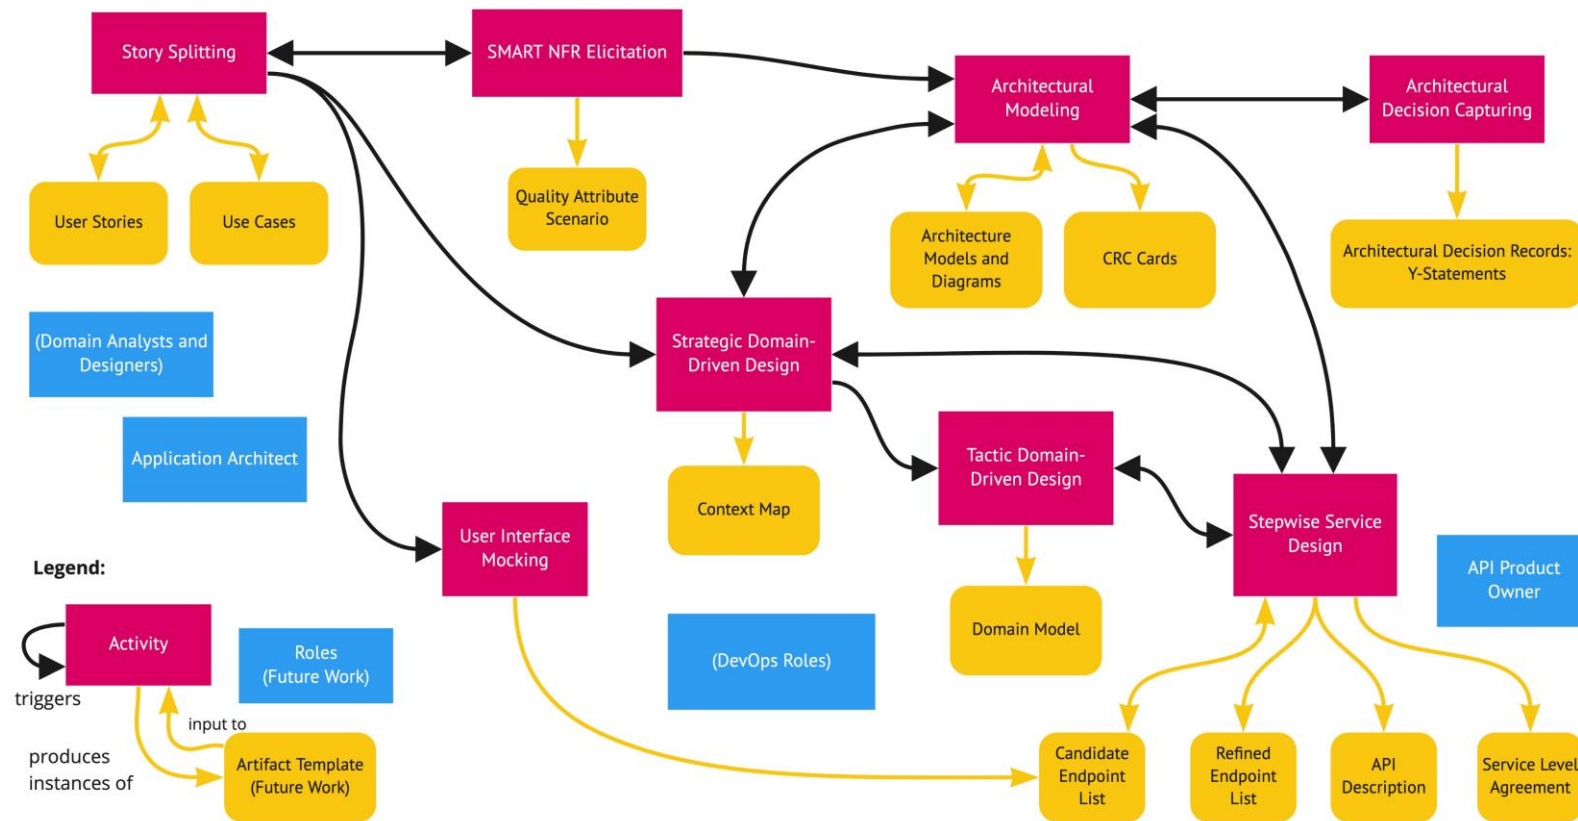 Story Splitting
SMART NFR Elicitation
Architectural
Modeling
Architectural
Decision Capturing
User Stories
Use Cases
Quality Attribute
Scenario
Architecture
Models and
Diagrams
CRC Cards
Architectural Decision Records:
Y-Statements
(Domain Analysts and
Designers)
Strategic Domain-
Driven Design
Application Architect
Context Map
Tactic Domain-
Driven Design
User Interface
Mocking
Stepwise Service
Design
API Product
Owner
Domain Model
(DevOps Roles)
Legend:
Activity
triggers
Roles
(Future Work)
input to
produces
instances of
Artifact Template
(Future Work)
Candidate
Endpoint
List
Refined
Endpoint
List
API
Description
Service Level
Agreement